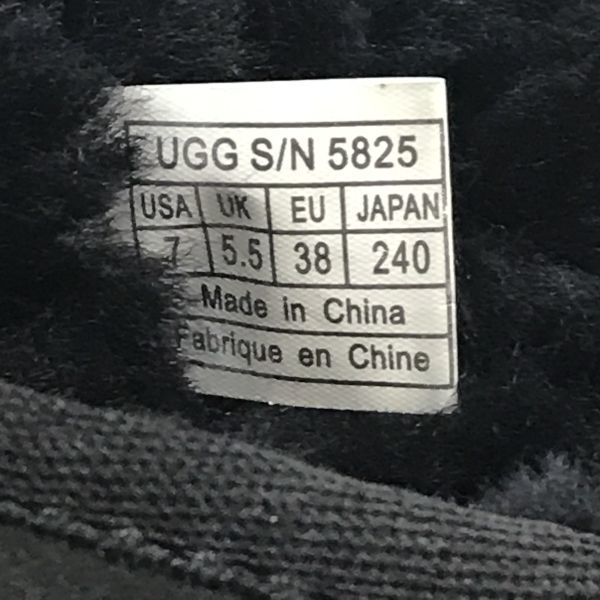 UGG S/N 5825
USA UK EU JAPAN
7 5.5 38 240
Made in China
Fabrique en Chine